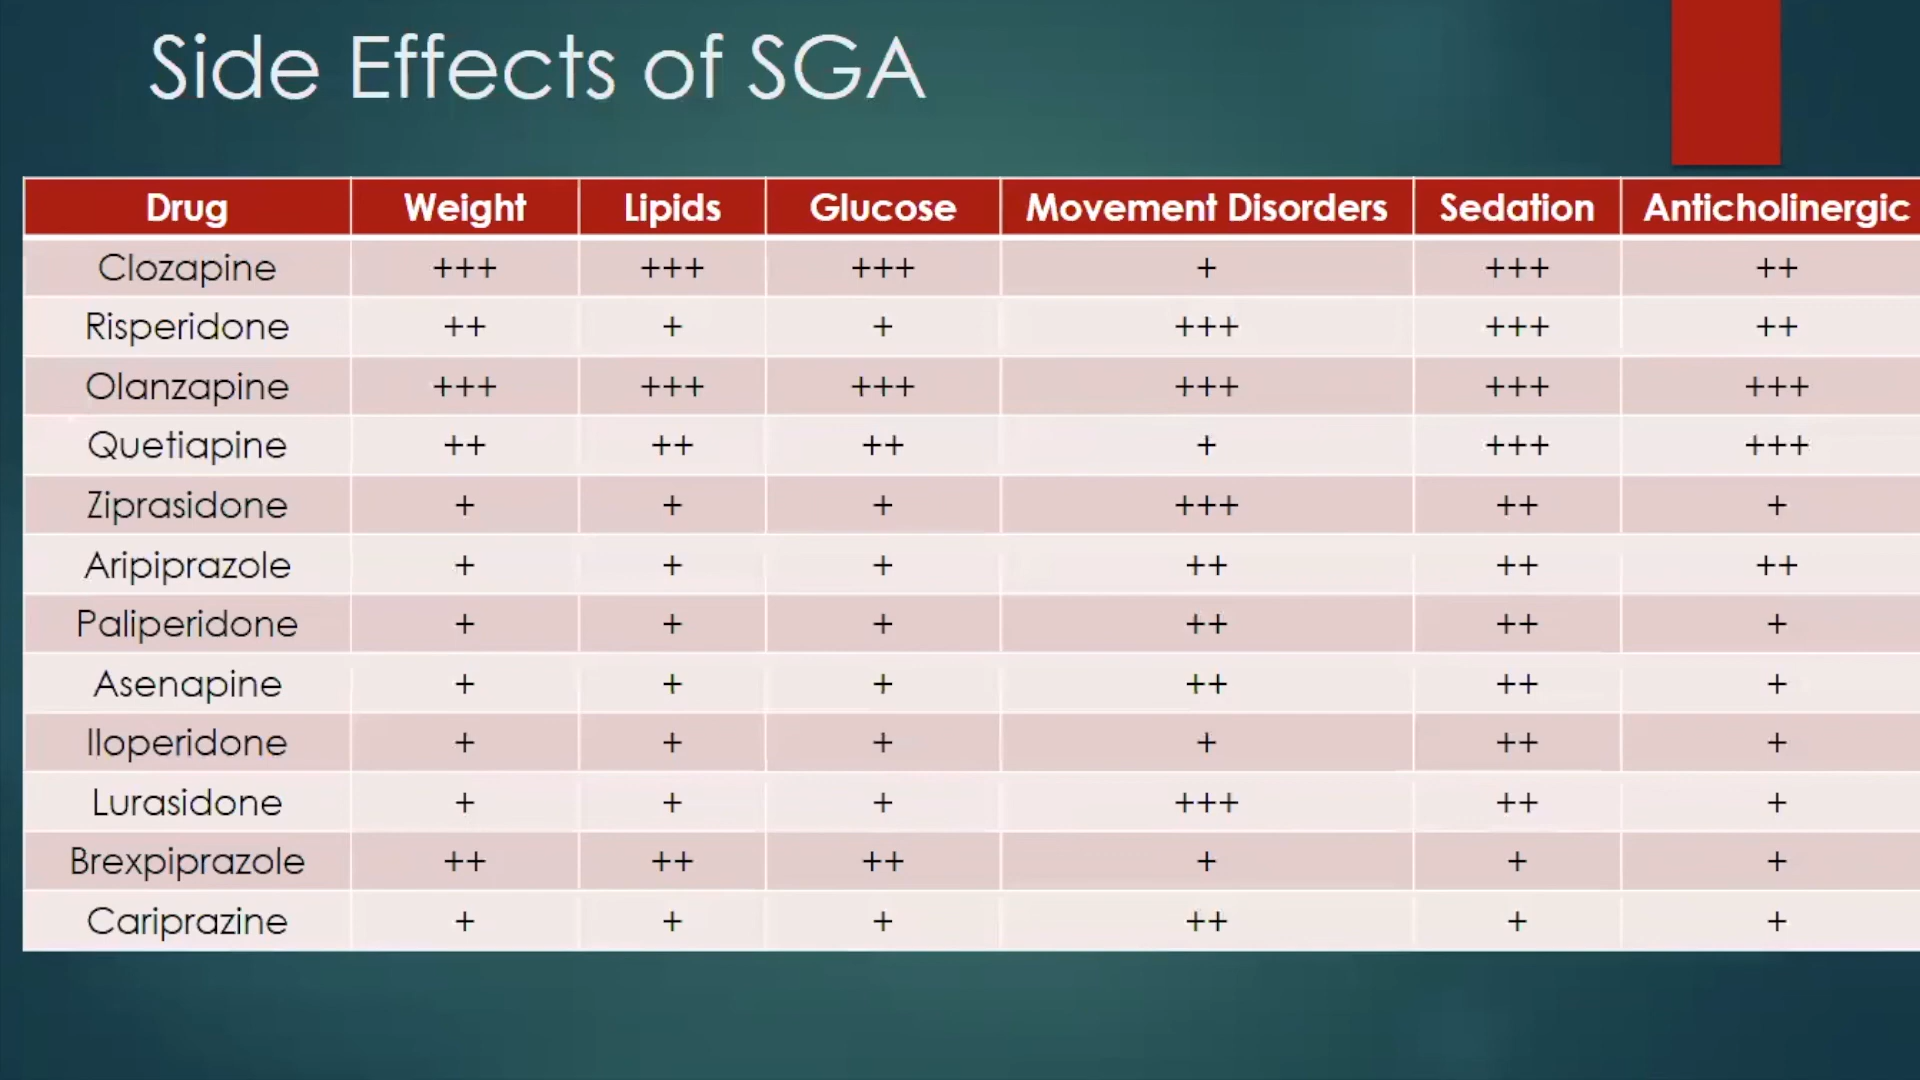 Side Effects of SGA
Drug Weight Lipids Glucose Movement Disorders Sedation Anticholinergic
Clozapine +++ +++ +++ + +++ ++
Risperidone ++ + + +++ +++ ++
Olanzapine +++ +++ +++ +++ +++ +++
Quetiapine ++ ++ ++ + +++ +++
Ziprasidone + + + +++ ++ +
Aripiprazole + + + ++ ++ ++
Paliperidone + + + ++ ++ +
Asenapine + + + ++ ++ +
Iloperidone + + + + ++ +
Lurasidone + + + +++ ++ +
Brexpiprazole ++ ++ ++ + + +
Cariprazine + + + ++ + +